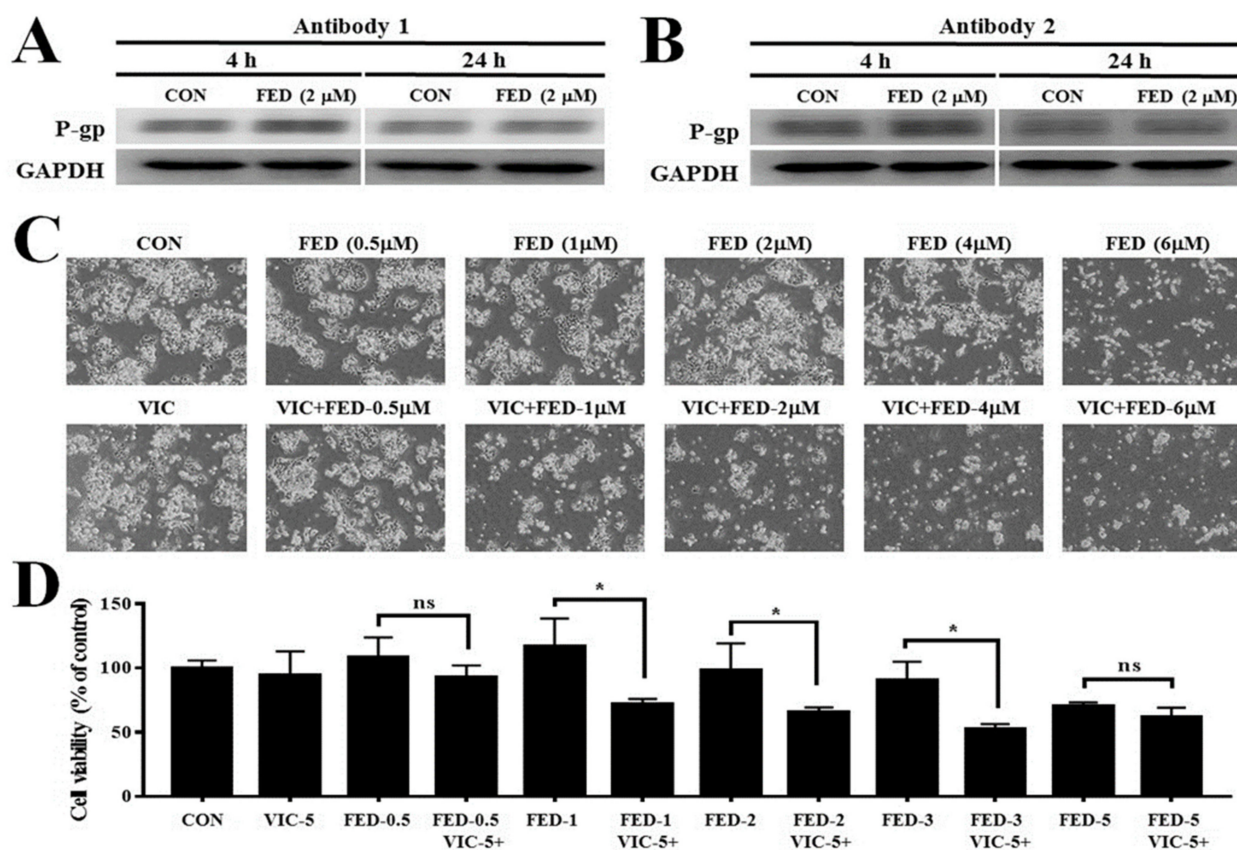 A
Antibody 1
4 h 24 h
CON FED (2 μM) CON FED (2 μM)
P-gp
GAPDH
B
Antibody 2
4 h 24 h
CON FED (2 μM) CON FED (2 μM)
P-gp
GAPDH
C
CON FED (0.5μM) FED (1μM) FED (2μM) FED (4μM) FED (6μM)
VIC VIC+FED-0.5μM VIC+FED-1μM VIC+FED-2μM VIC+FED-4μM VIC+FED-6μM
D
Cell viability (% of control)
150
100
50
0
ns * * * ns
CON VIC-5 FED-0.5 FED-0.5 FED-1 FED-1 FED-2 FED-2 FED-3 FED-3 FED-5 FED-5
VIC-5+ VIC-5+ VIC-5+ VIC-5+ VIC-5+